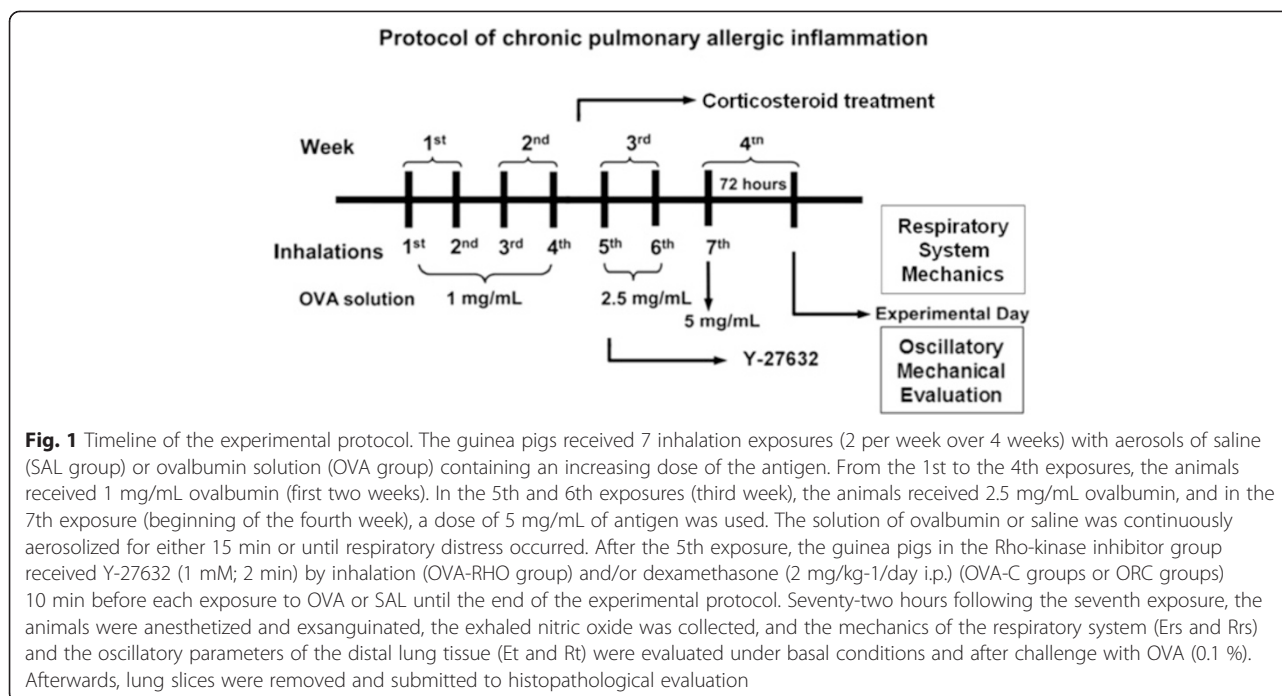 Protocol of chronic pulmonary allergic inflammation
Corticosteroid treatment
Week 1st 2nd 3rd 4tn
72 hours
Inhalations 1st 2nd 3rd 4th 5th 6th 7th
OVA solution 1 mg/mL 2.5 mg/mL
5 mg/mL
Y-27632
Respiratory
System
Mechanics
Experimental Day
Oscillatory
Mechanical
Evaluation
Fig. 1 Timeline of the experimental protocol. The guinea pigs received 7 inhalation exposures (2 per week over 4 weeks) with aerosols of saline
(SAL group) or ovalbumin solution (OVA group) containing an increasing dose of the antigen. From the 1st to the 4th exposures, the animals
received 1 mg/mL ovalbumin (first two weeks). In the 5th and 6th exposures (third week), the animals received 2.5 mg/mL ovalbumin, and in the
7th exposure (beginning of the fourth week), a dose of 5 mg/mL of antigen was used. The solution of ovalbumin or saline was continuously
aerosolized for either 15 min or until respiratory distress occurred. After the 5th exposure, the guinea pigs in the Rho-kinase inhibitor group
received Y-27632 (1 mM; 2 min) by inhalation (OVA-RHO group) and/or dexamethasone (2 mg/kg-1/day i.p.) (OVA-C groups or ORC groups)
10 min before each exposure to OVA or SAL until the end of the experimental protocol. Seventy-two hours following the seventh exposure, the
animals were anesthetized and exsanguinated, the exhaled nitric oxide was collected, and the mechanics of the respiratory system (Ers and Rrs)
and the oscillatory parameters of the distal lung tissue (Et and Rt) were evaluated under basal conditions and after challenge with OVA (0.1 %).
Afterwards, lung slices were removed and submitted to histopathological evaluation